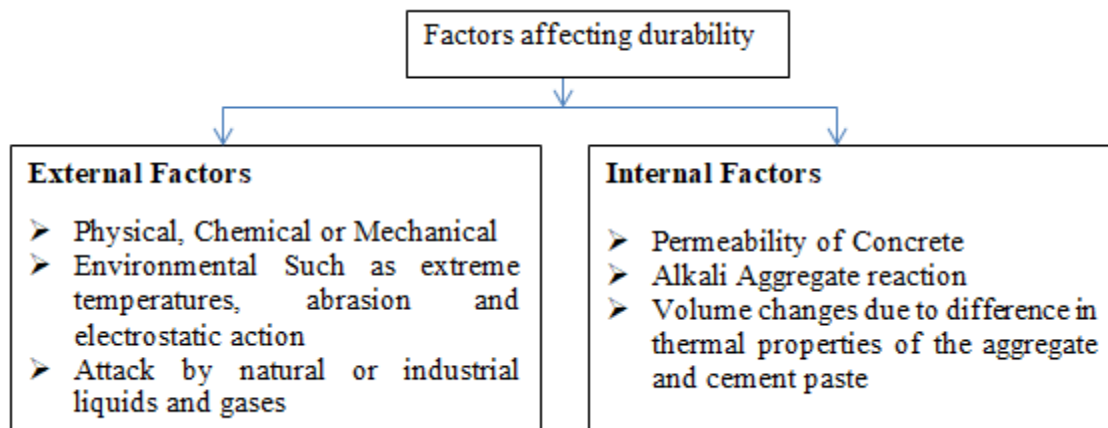 Factors affecting durability
External Factors
➢ Physical, Chemical or Mechanical
➢ Environmental Such as extreme
temperatures, abrasion and
electrostatic action
➢ Attack by natural or industrial
liquids and gases
Internal Factors
➢ Permeability of Concrete
➢ Alkali Aggregate reaction
➢ Volume changes due to difference in
thermal properties of the aggregate
and cement paste